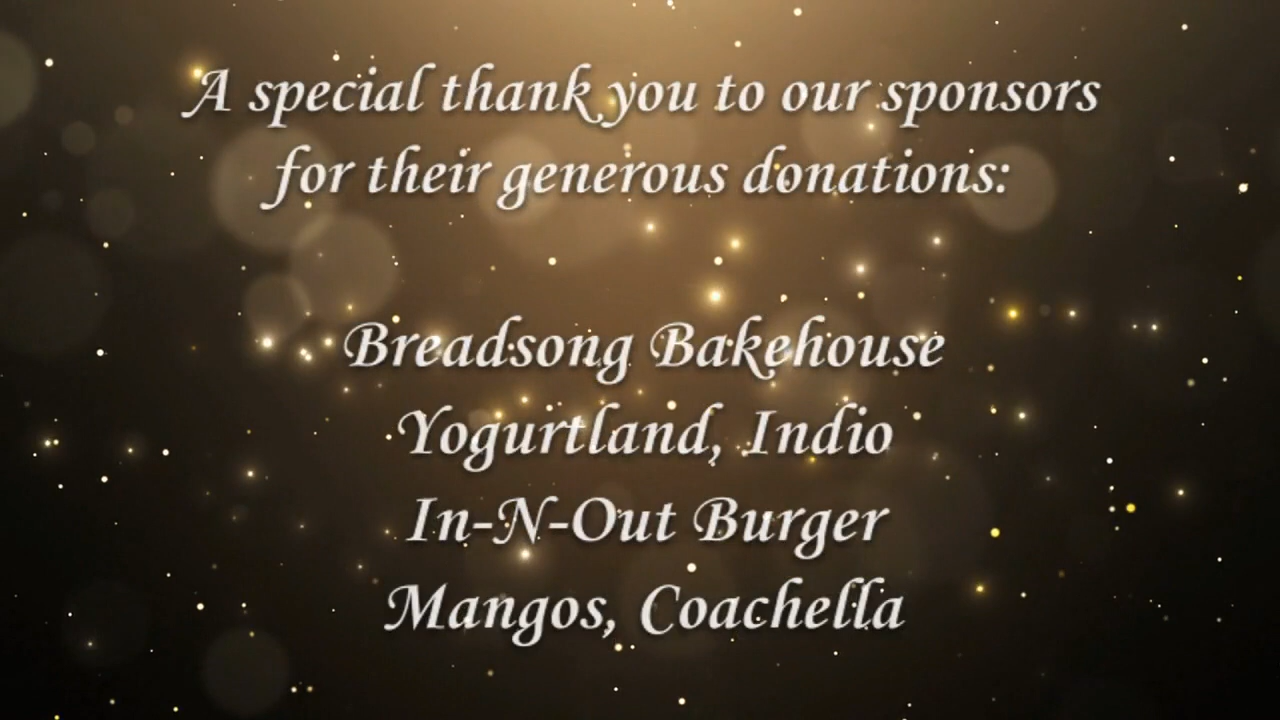 A special thank you to our sponsors
for their generous donations:
Breadsong Bakehouse
Yogurtland, Indio
In-N-Out Burger
Mangos, Coachella